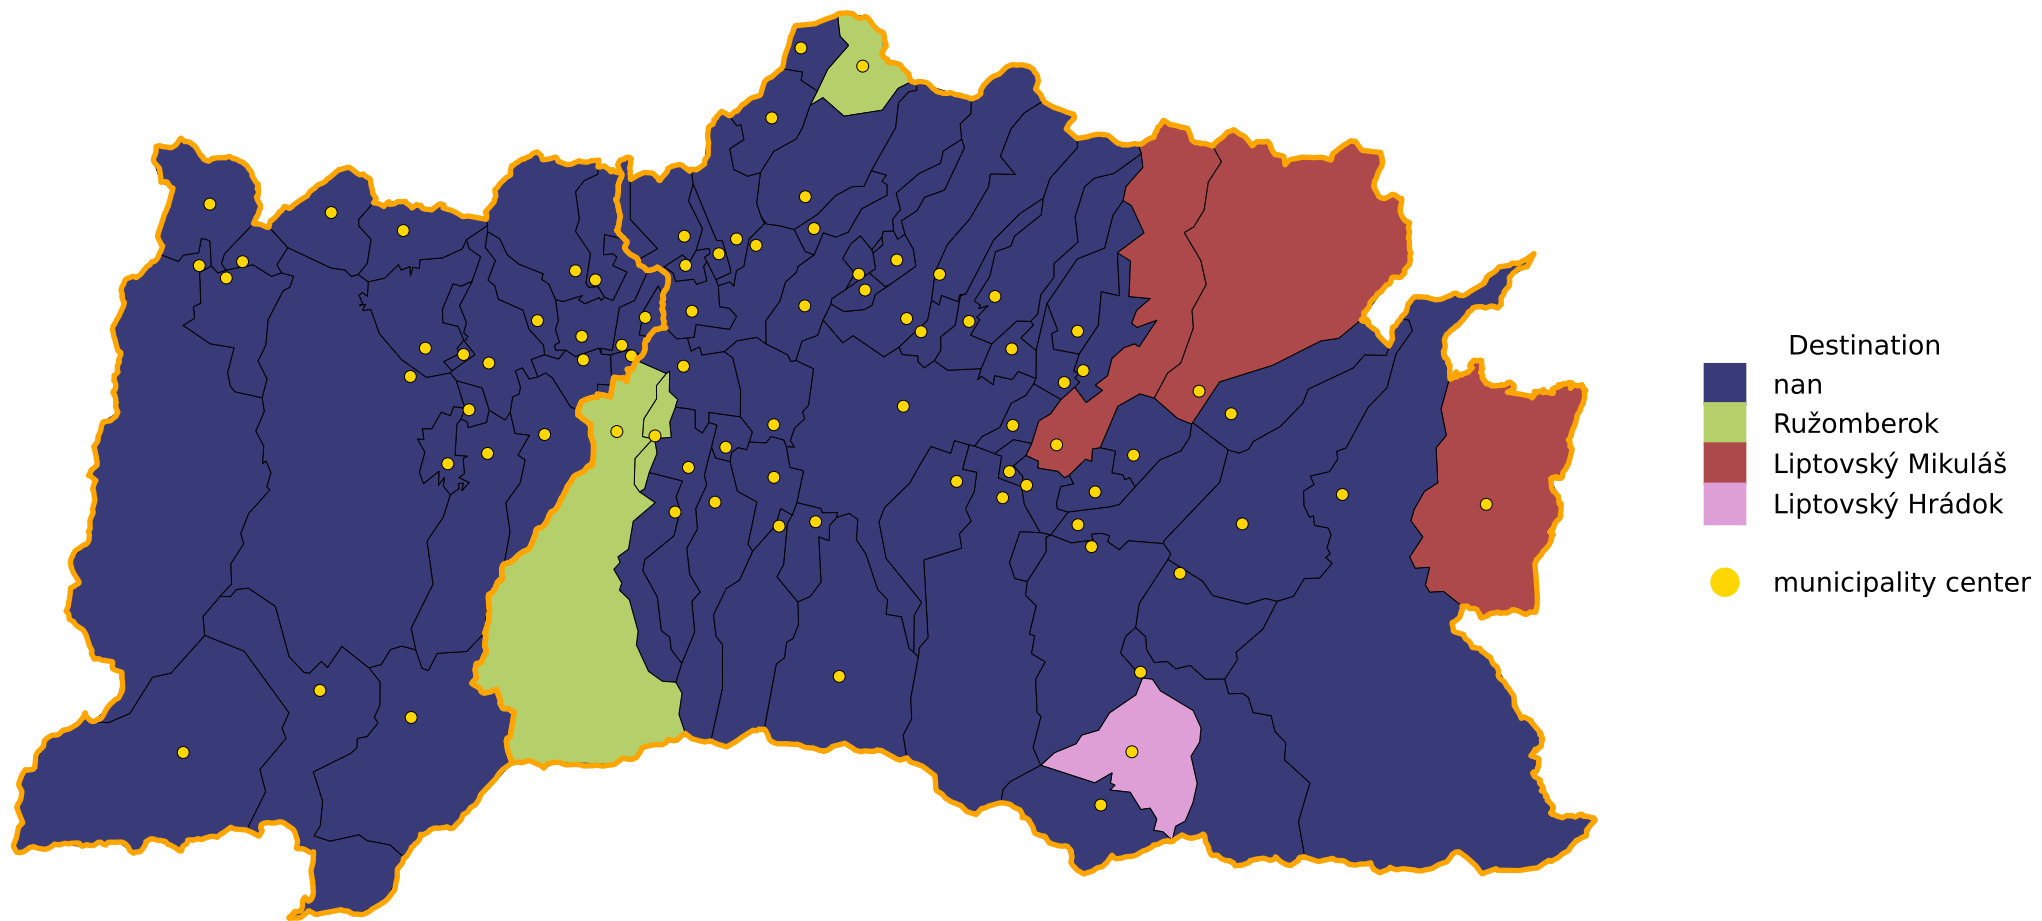 Destination
nan
Ružomberok
Liptovský Mikuláš
Liptovský Hrádok
municipality center